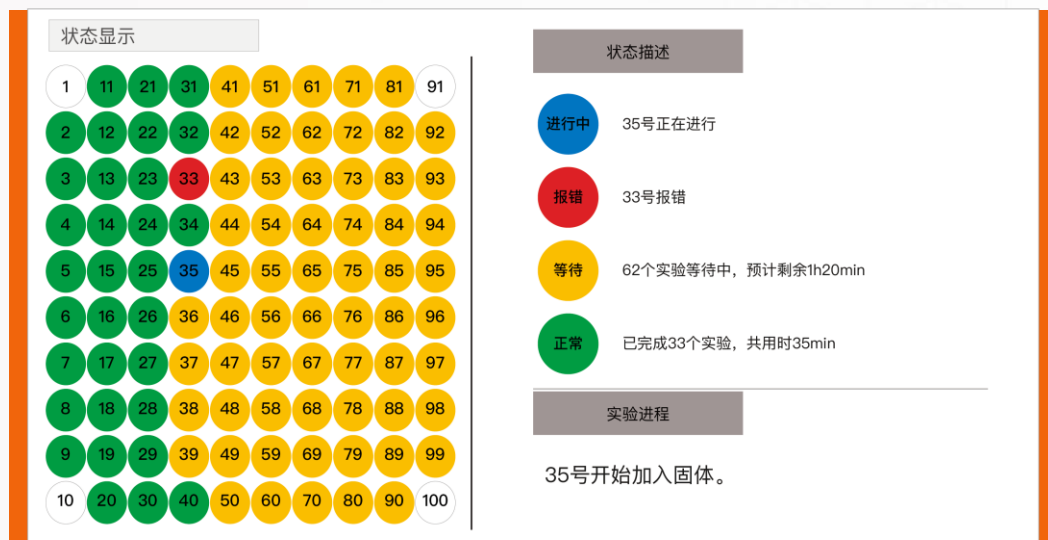 状态显示
1 11 21 31 41 51 61 71 81 91
2 12 22 32 42 52 62 72 82 92
3 13 23 33 43 53 63 73 83 93
4 14 24 34 44 54 64 74 84 94
5 15 25 35 45 55 65 75 85 95
6 16 26 36 46 56 66 76 86 96
7 17 27 37 47 57 67 77 87 97
8 18 28 38 48 58 68 78 88 98
9 19 29 39 49 59 69 79 89 99
10 20 30 40 50 60 70 80 90 100
状态描述
进行中 35号正在进行
报错 33号报错
等待 62个实验等待中，预计剩余1h20min
正常 已完成33个实验，共用时35min
实验进程
35号开始加入固体。